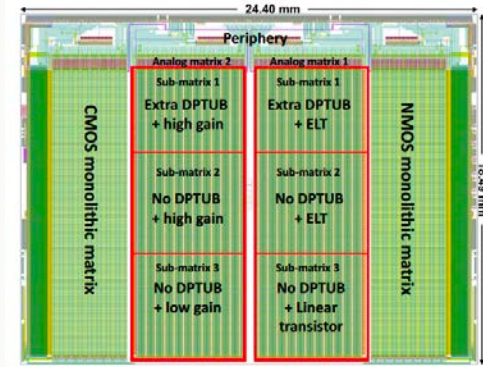 24.40 mm
Periphery
Analog matrix 2
Analog matrix 1
CMOS monolithic matrix
Sub-matrix 1
Extra DPTUB
+ high gain
Sub-matrix 2
No DPTUB
+ high gain
Sub-matrix 3
No DPTUB
+ low gain
Sub-matrix 1
Extra DPTUB
+ ELT
Sub-matrix 2
No DPTUB
+ ELT
Sub-matrix 3
No DPTUB
+ Linear
transistor
NMOS monolithic matrix
mm